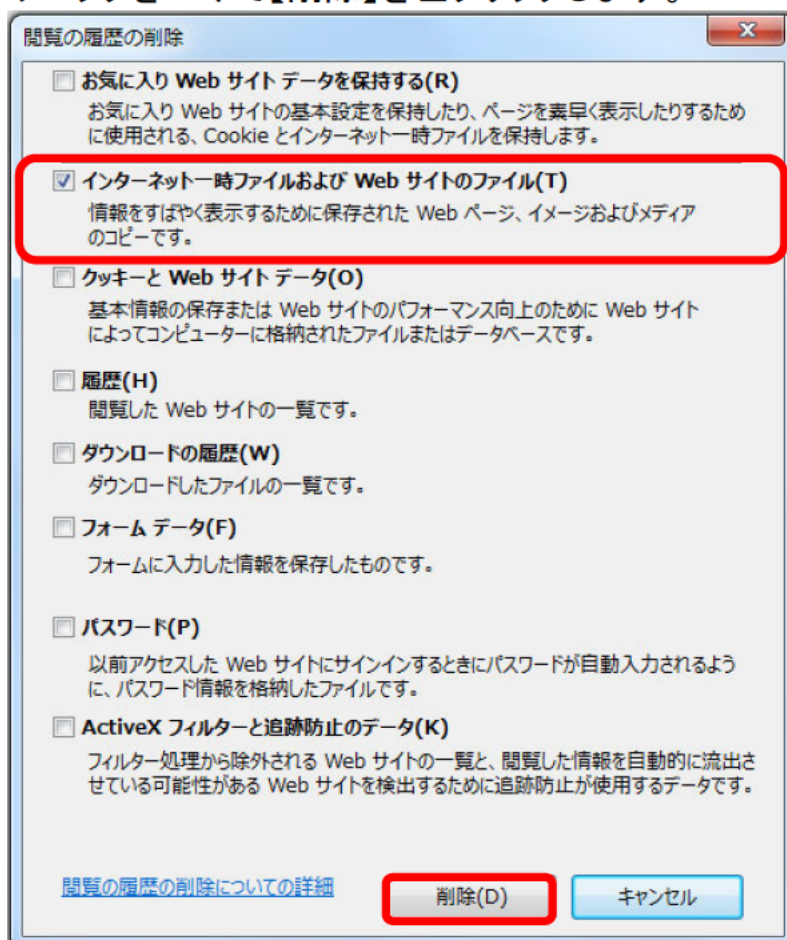 閲覧の履歴の削除
お気に入り Web サイト データを保持する(R)
お気に入り Web サイトの基本設定を保持したり、ページを素早く表示したりするため
に使用される、Cookie とインターネット一時ファイルを保持します。
インターネット一時ファイルおよび Web サイトのファイル(T)
情報をすばやく表示するために保存された Web ページ、イメージおよびメディア
のコピーです。
クッキーと Web サイト データ(O)
基本情報の保存または Web サイトのパフォーマンス向上のために Web サイト
によってコンピューターに格納されたファイルまたはデータベースです。
履歴(H)
閲覧した Web サイトの一覧です。
ダウンロードの履歴(W)
ダウンロードしたファイルの一覧です。
フォーム データ(F)
フォームに入力した情報を保存したものです。
パスワード(P)
以前アクセスした Web サイトにサインインするときにパスワードが自動入力されるよう
に、パスワード情報を格納したファイルです。
ActiveX フィルターと追跡防止のデータ(K)
フィルター処理から除外される Web サイトの一覧と、閲覧した情報を自動的に流出さ
せている可能性がある Web サイトを検出するために追跡防止が使用するデータです。
閲覧の履歴の削除についての詳細
削除(D)
キャンセル